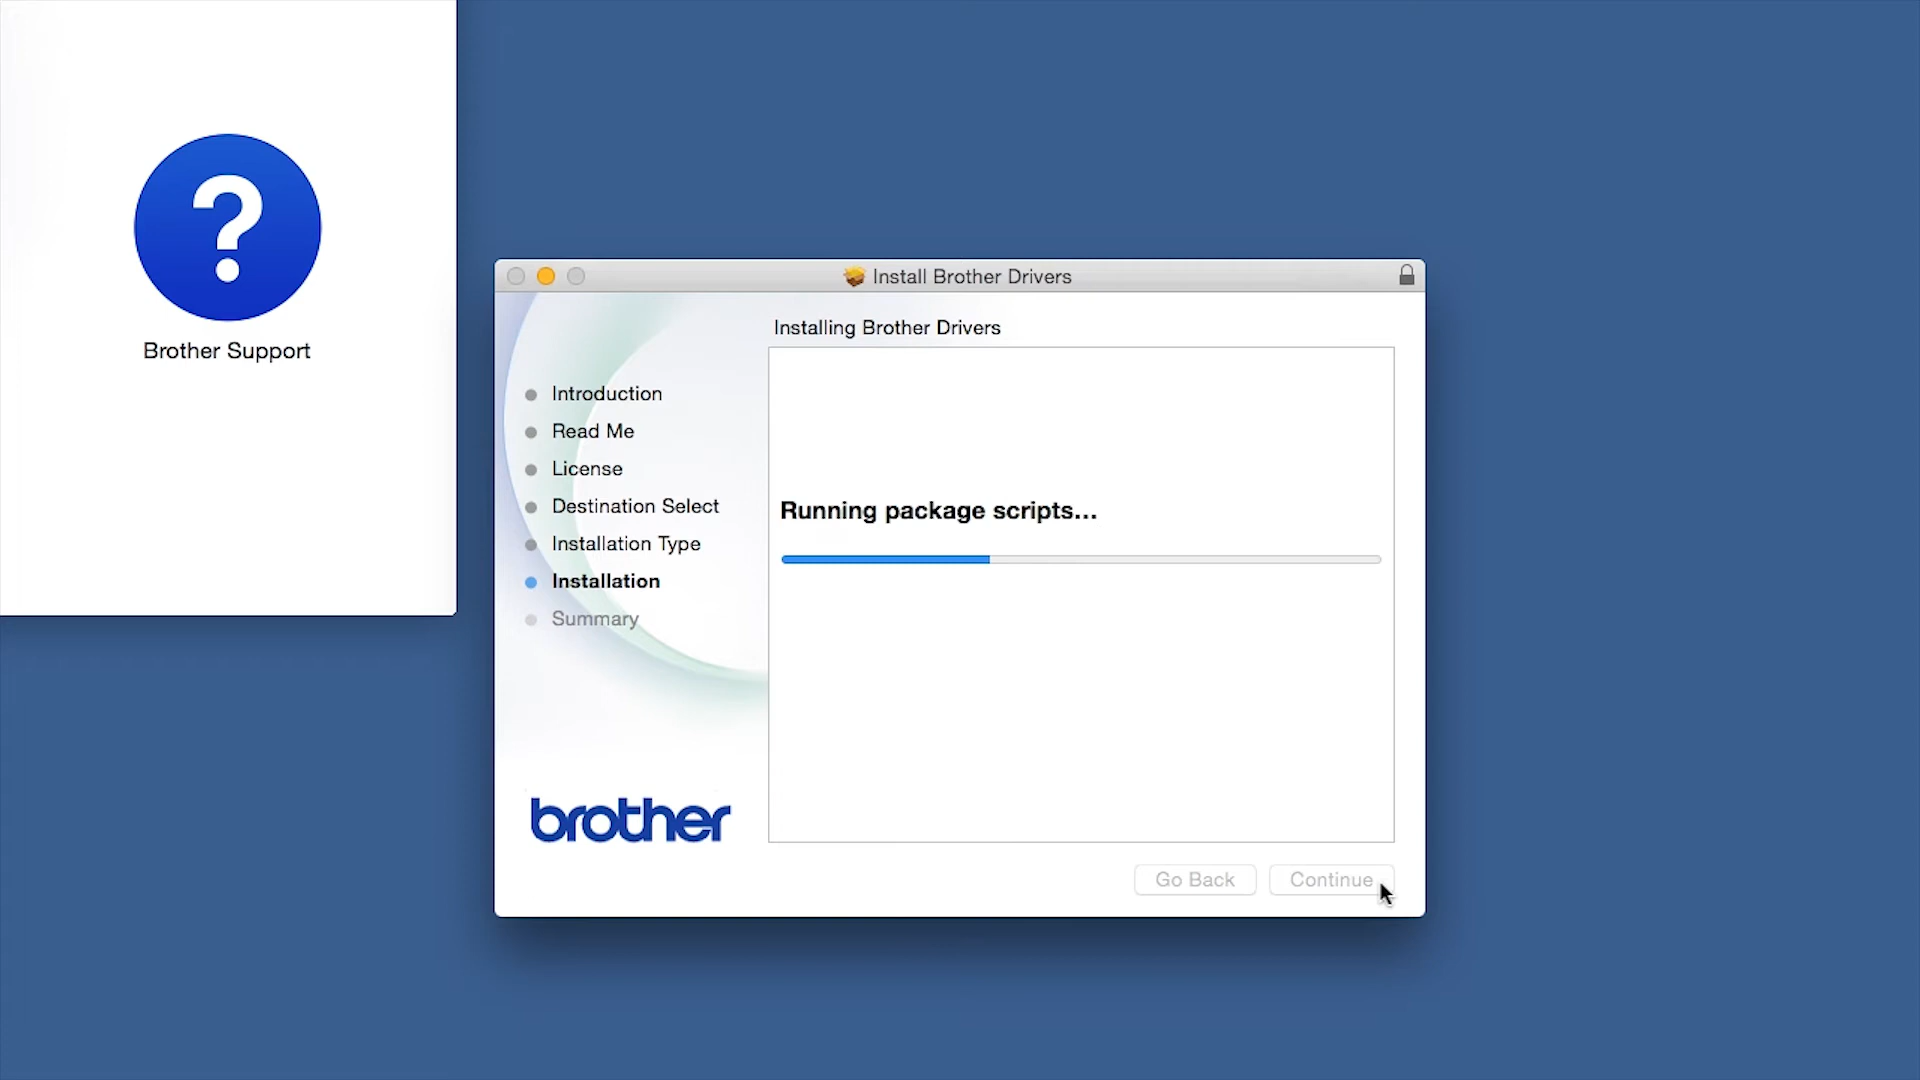 ?
Brother Support
Install Brother Drivers
Installing Brother Drivers
Introduction
Read Me
License
Destination Select
Installation Type
Installation
Summary
Running package scripts...
brother
Go Back
Continue